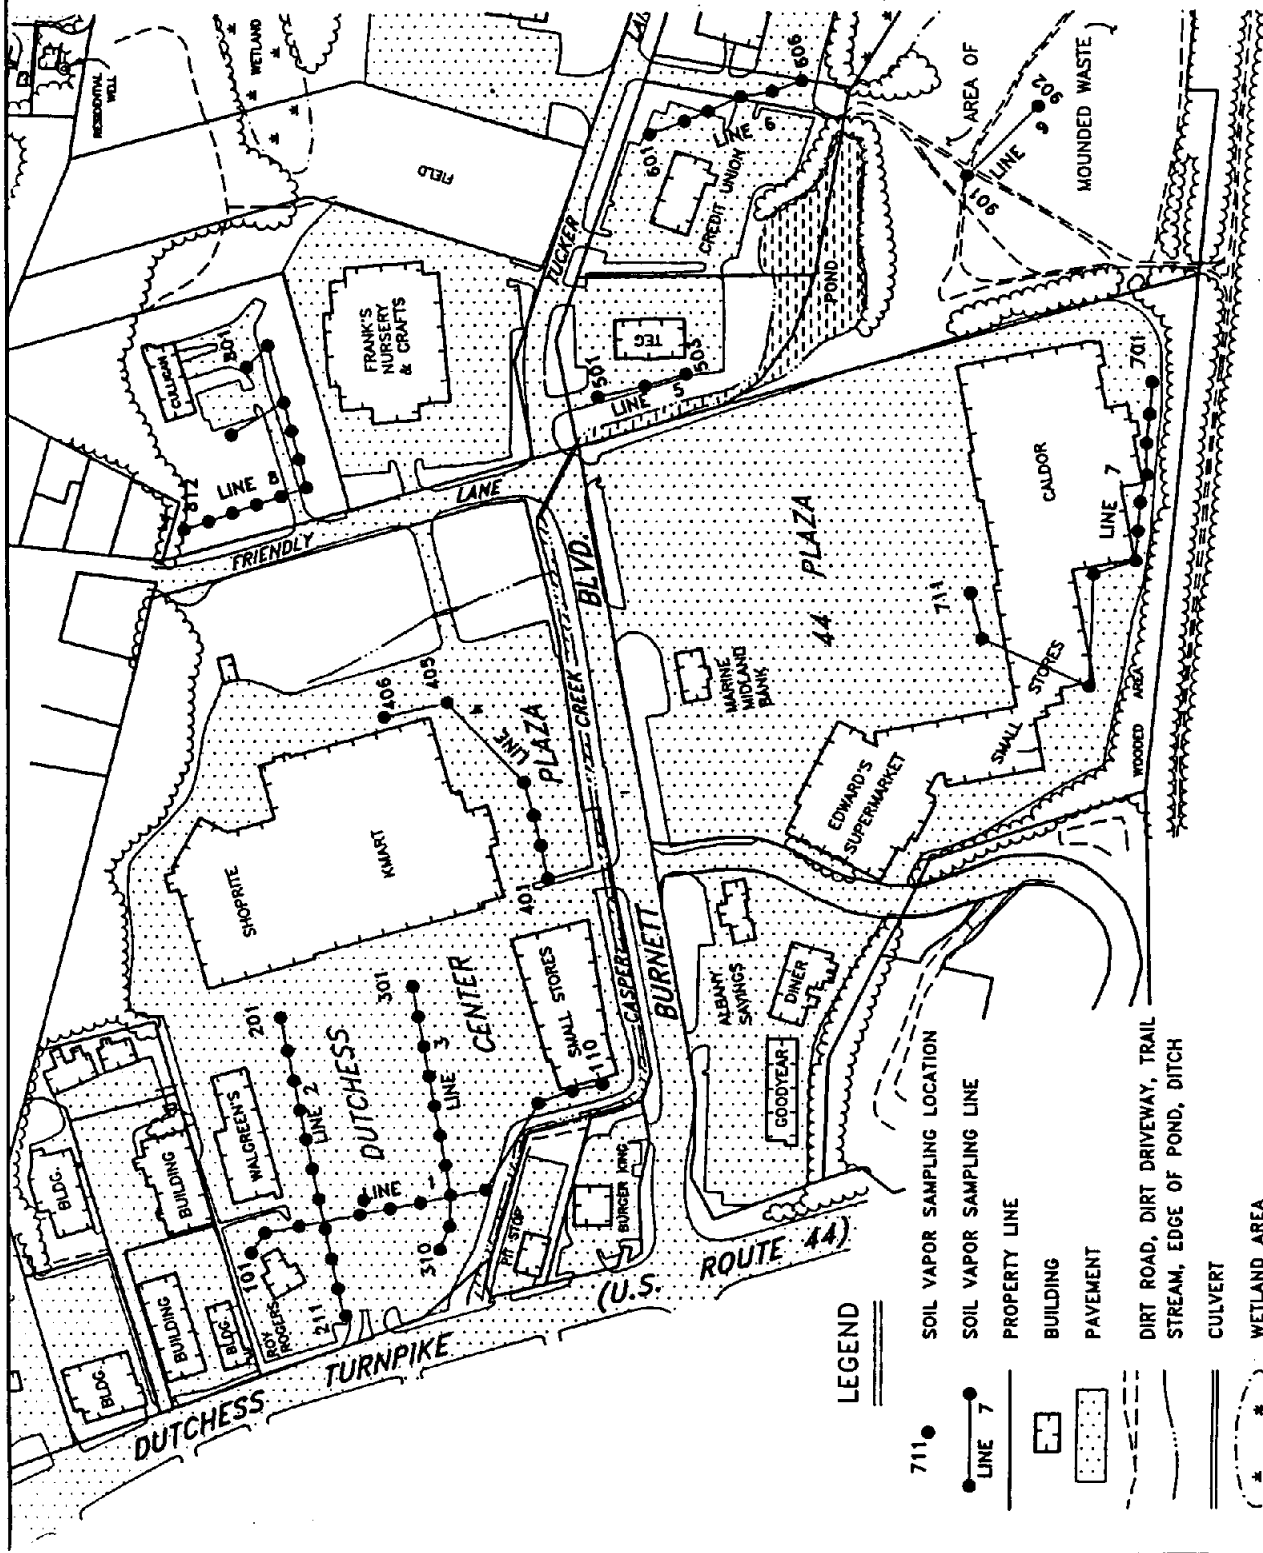 RESIDENTIAL
WELL
WETLAND
FIELD
TUCKER
CULLIGAN
801
812
LINE 8
FRANK'S
NURSERY
& CRAFTS
FRIENDLY
LANE
601
606
LINE 6
CREDIT UNION
TEG
501
503
LINE 5
POND
AREA OF
MOUNDED WASTE
901
902
LINE 9
CALDOR
701
711
LINE 7
44 PLAZA
SMALL STORES
WOODED AREA
EDWARD'S
SUPERMARKET
MARINE
MIDLAND
BANK
BURNETT
BLVD.
CASPER
CREEK
406
405
401
LINE 4
PLAZA
SHOPRITE
KMART
DUTCHESS
CENTER
SMALL STORES
110
101
LINE 1
201
211
LINE 2
301
310
LINE 3
WALGREEN'S
BUILDING
BLDG.
BUILDING
BLDG.
BLDG.
ROY
ROGERS
PIT STOP
BURGER KING
ALBANY
SAVINGS
DINER
GOODYEAR
DUTCHESS TURNPIKE
(U.S. ROUTE 44)
LEGEND
711 SOIL VAPOR SAMPLING LOCATION
LINE 7 SOIL VAPOR SAMPLING LINE
PROPERTY LINE
BUILDING
PAVEMENT
DIRT ROAD, DIRT DRIVEWAY, TRAIL
STREAM, EDGE OF POND, DITCH
CULVERT
WETLAND AREA